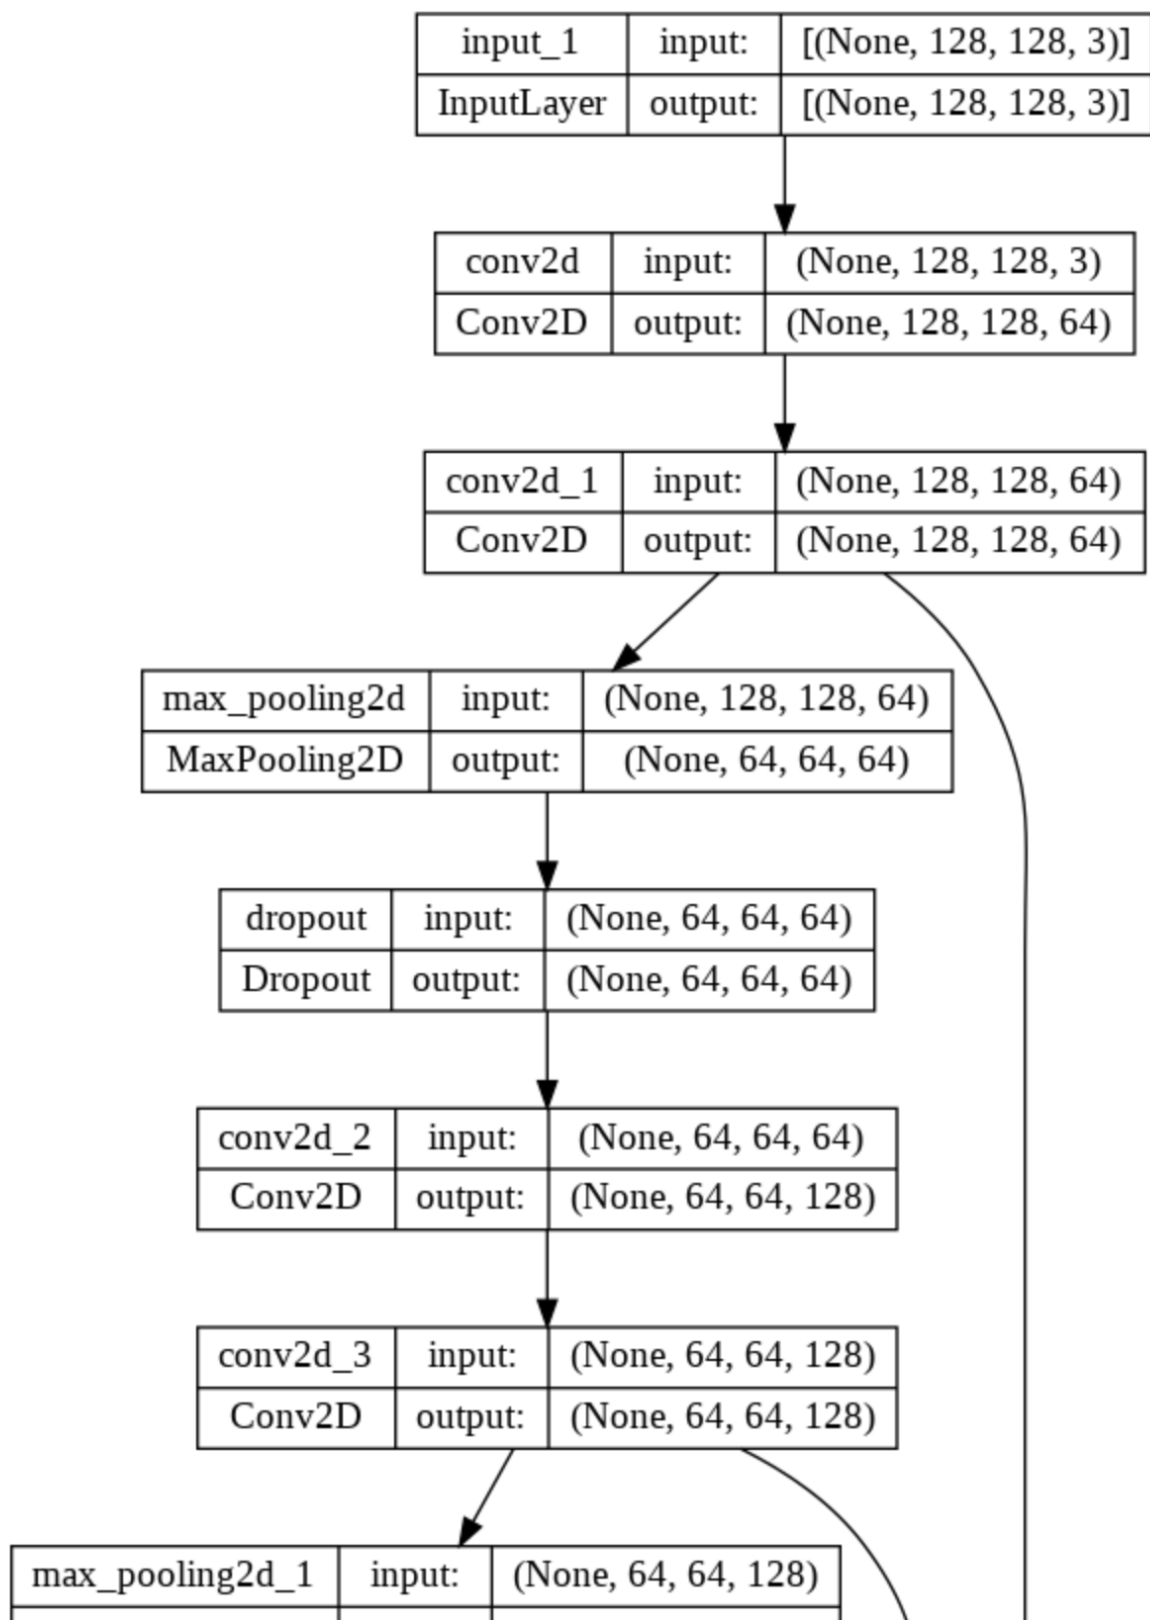 input_1 input: [(None, 128, 128, 3)]
InputLayer output: [(None, 128, 128, 3)]
conv2d input: (None, 128, 128, 3)
Conv2D output: (None, 128, 128, 64)
conv2d_1 input: (None, 128, 128, 64)
Conv2D output: (None, 128, 128, 64)
max_pooling2d input: (None, 128, 128, 64)
MaxPooling2D output: (None, 64, 64, 64)
dropout input: (None, 64, 64, 64)
Dropout output: (None, 64, 64, 64)
conv2d_2 input: (None, 64, 64, 64)
Conv2D output: (None, 64, 64, 128)
conv2d_3 input: (None, 64, 64, 128)
Conv2D output: (None, 64, 64, 128)
max_pooling2d_1 input: (None, 64, 64, 128)